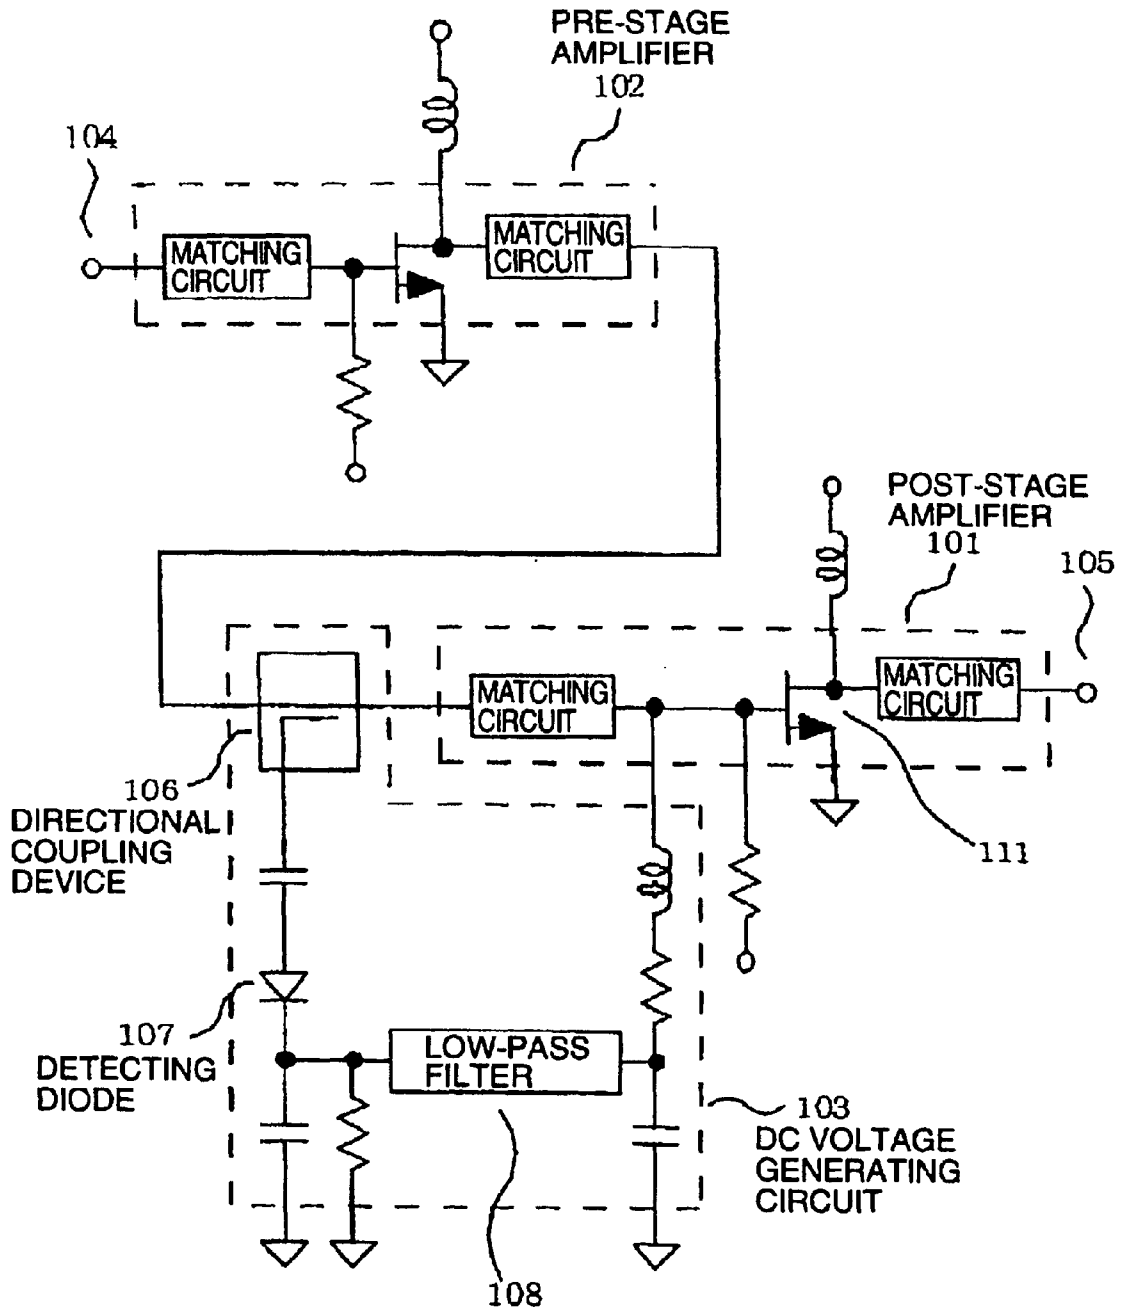 PRE-STAGE
AMPLIFIER
102
104
MATCHING
CIRCUIT
MATCHING
CIRCUIT
POST-STAGE
AMPLIFIER
101
105
MATCHING
CIRCUIT
MATCHING
CIRCUIT
106
DIRECTIONAL
COUPLING
DEVICE
111
107
DETECTING
DIODE
LOW-PASS
FILTER
103
DC VOLTAGE
GENERATING
CIRCUIT
108